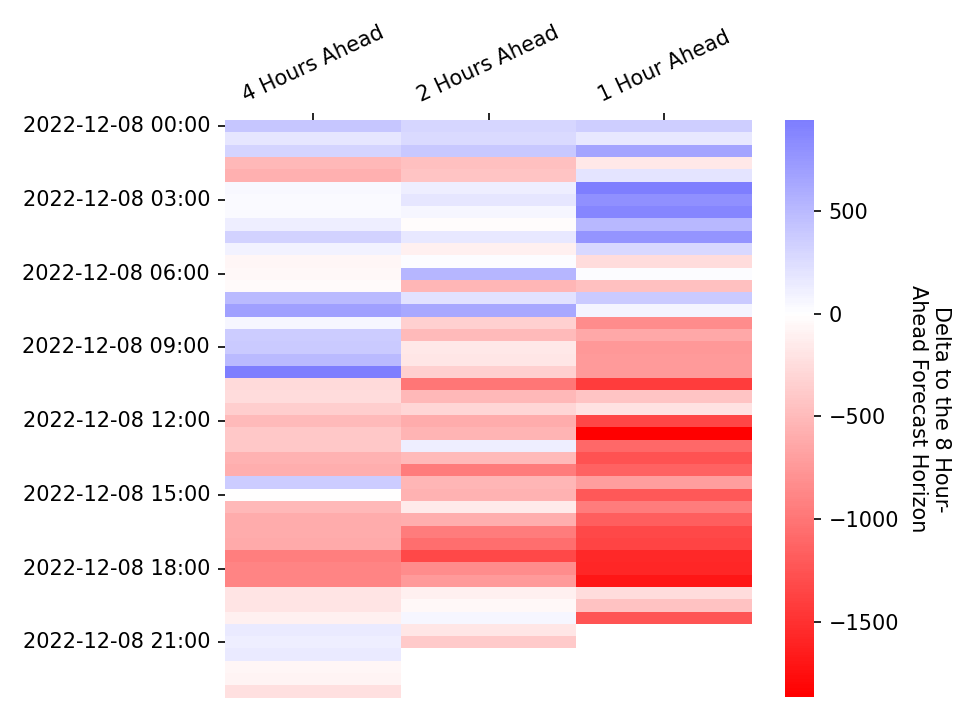 4 Hours Ahead
2 Hours Ahead
1 Hour Ahead
2022-12-08 00:00
2022-12-08 03:00
2022-12-08 06:00
2022-12-08 09:00
2022-12-08 12:00
2022-12-08 15:00
2022-12-08 18:00
2022-12-08 21:00
500
0
−500
−1000
−1500
Delta to the 8 Hour-
Ahead Forecast Horizon